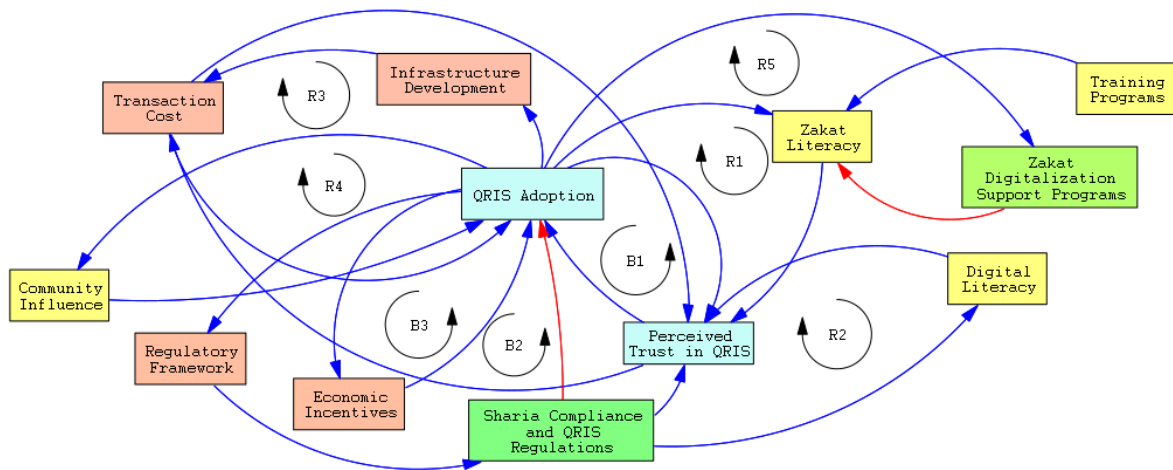 R5
Infrastructure
Development
Training
Programs
Transaction
Cost
R3
Zakat
Literacy
R1
Zakat
Digitalization
Support Programs
R4
QRIS Adoption
B1
Community
Influence
Digital
Literacy
B3
B2
Perceived
Trust in QRIS
R2
Regulatory
Framework
Economic
Incentives
Sharia Compliance
and QRIS
Regulations